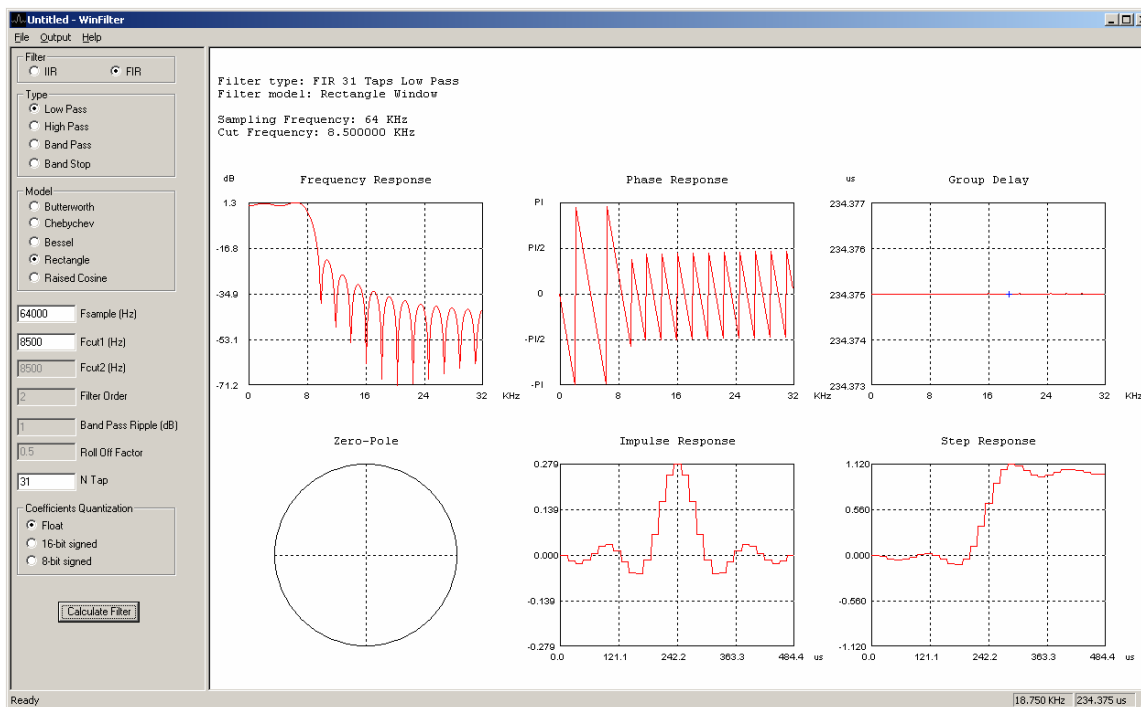 Untitled - WinFilter
File Output Help
Filter
IIR FIR
Type
Low Pass
High Pass
Band Pass
Band Stop
Model
Butterworth
Chebychev
Bessel
Rectangle
Raised Cosine
64000 Fsample (Hz)
8500 Fcut1 (Hz)
8500 Fcut2 (Hz)
2 Filter Order
1 Band Pass Ripple (dB)
0.5 Roll Off Factor
31 N Tap
Coefficients Quantization
Float
16-bit signed
8-bit signed
Calculate Filter
Filter type: FIR 31 Taps Low Pass
Filter model: Rectangle Window
Sampling Frequency: 64 KHz
Cut Frequency: 8.500000 KHz
dB Frequency Response
1.3
-16.8
-34.9
-53.1
-71.2
0 8 16 24 32 KHz
Phase Response
PI
PI/2
0
-PI/2
-PI
0 8 16 24 32 KHz
us Group Delay
234.377
234.376
234.375
234.374
234.373
0 16 32 KHz
Zero-Pole
Impulse Response
0.279
0.139
0.000
-0.139
-0.279
0.0 121.1 242.2 363.3 484.4 us
Step Response
1.120
0.560
0.000
-0.560
-1.120
0.0 121.1 242.2 363.3 484.4 us
Ready 18.750 KHz 234.375 us